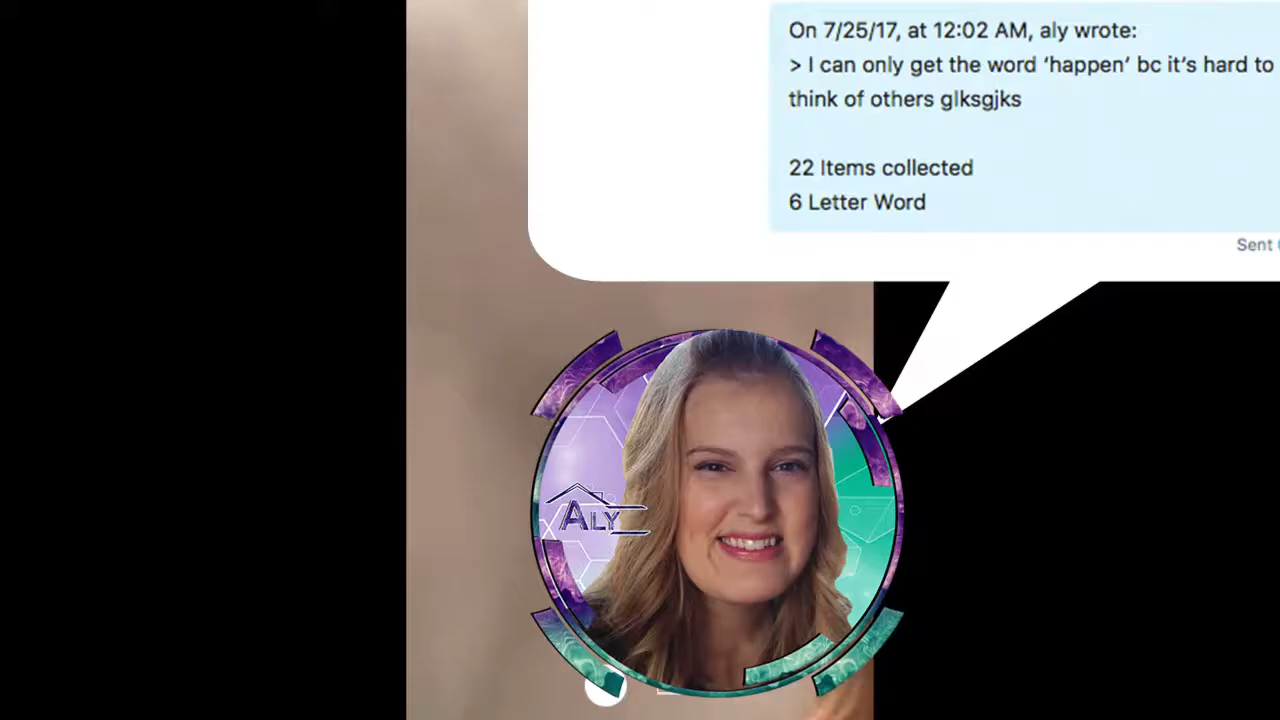 On 7/25/17, at 12:02 AM, aly wrote:
> I can only get the word ‘happen’ bc it’s hard to
think of others glksgjks
22 Items collected
6 Letter Word
Sent
ALY